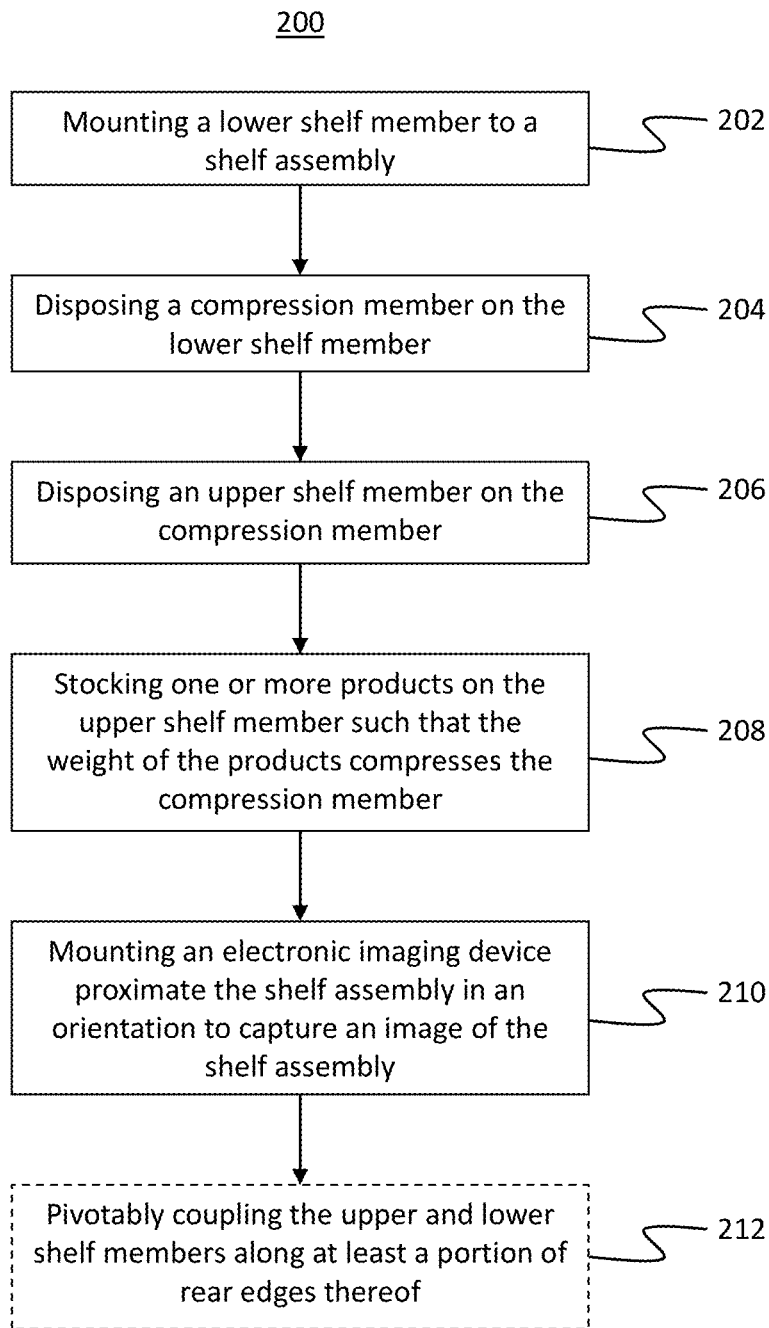 200
Mounting a lower shelf member to a
shelf assembly
202
Disposing a compression member on the
lower shelf member
204
Disposing an upper shelf member on the
compression member
206
Stocking one or more products on the
upper shelf member such that the
weight of the products compresses the
compression member
208
Mounting an electronic imaging device
proximate the shelf assembly in an
orientation to capture an image of the
shelf assembly
210
Pivotably coupling the upper and lower
shelf members along at least a portion of
rear edges thereof
212